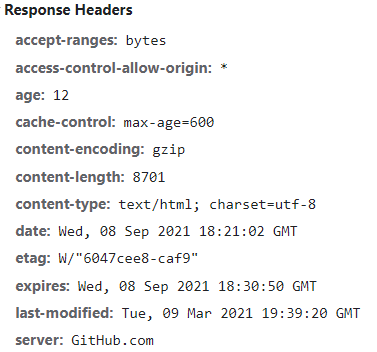 Response Headers
accept-ranges: bytes
access-control-allow-origin: *
age: 12
cache-control: max-age=600
content-encoding: gzip
content-length: 8701
content-type: text/html; charset=utf-8
date: Wed, 08 Sep 2021 18:21:02 GMT
etag: W/"6047cee8-caf9"
expires: Wed, 08 Sep 2021 18:30:50 GMT
last-modified: Tue, 09 Mar 2021 19:39:20 GMT
server: GitHub.com